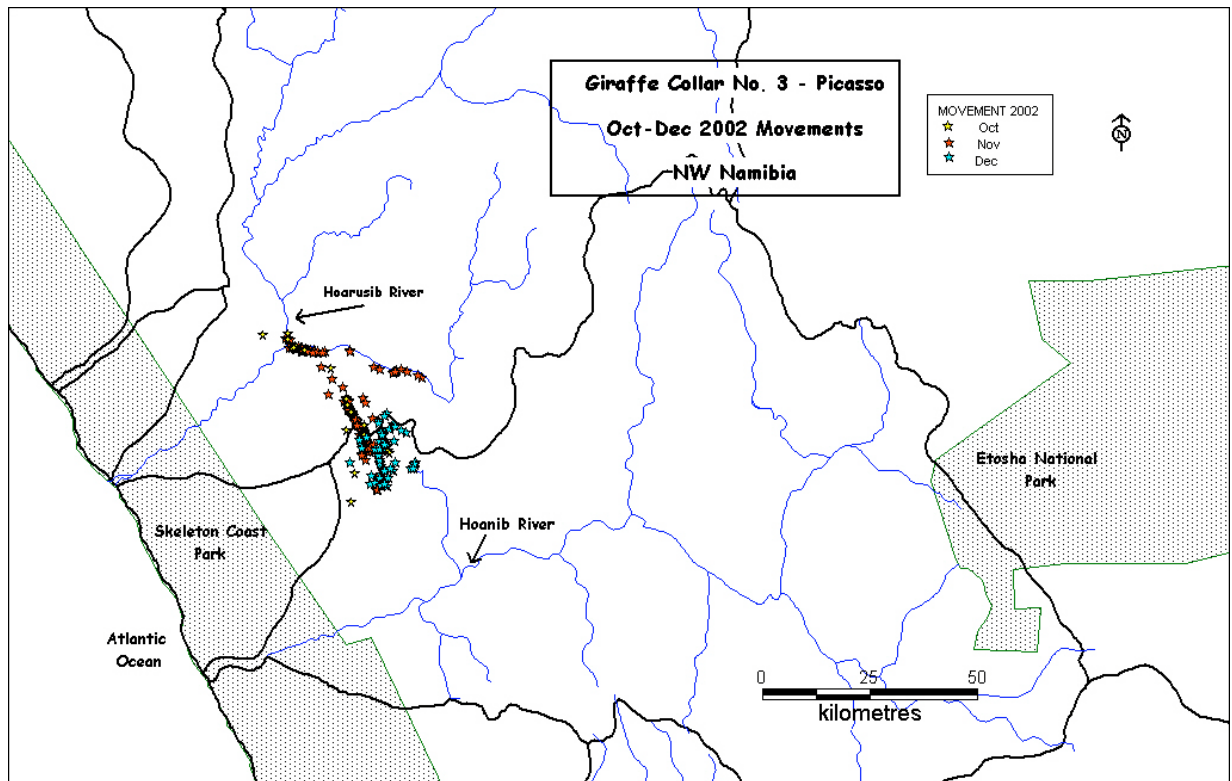 Giraffe Collar No. 3 - Picasso
Oct-Dec 2002 Movements
NW Namibia
MOVEMENT 2002
Oct
Nov
Dec
N
Hoarusib River
Etosha National
Park
Hoanib River
Skeleton Coast
Park
Atlantic
Ocean
0 25 50
kilometres